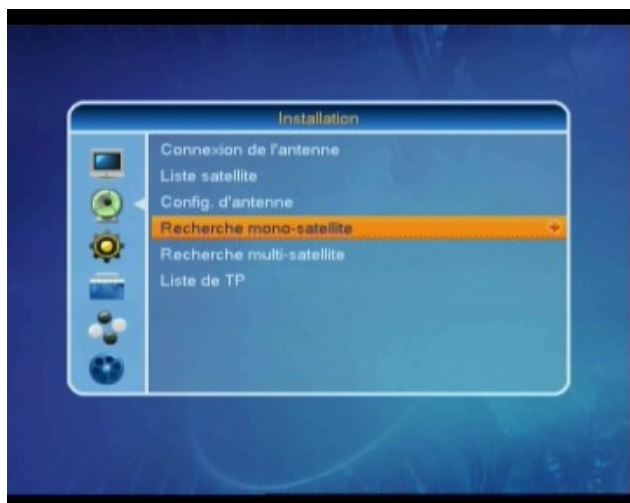 Installation
Connexion de l'antenne
Liste satellite
Config. d'antenne
Recherche mono-satellite
Recherche multi-satellite
Liste de TP